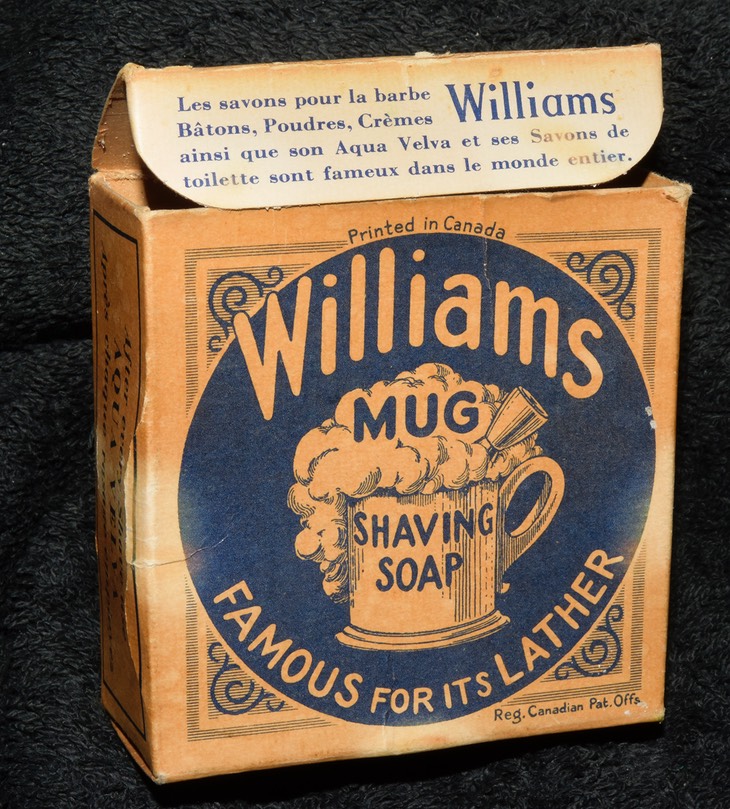 Les savons pour la barbe Williams
Bâtons, Poudres, Crèmes
ainsi que son Aqua Velva et ses Savons de
toilette sont fameux dans le monde entier.
Printed in Canada
Williams
MUG
SHAVING
SOAP
FAMOUS FOR ITS LATHER
Reg. Canadian Pat. Offs.
AQUA VELVA